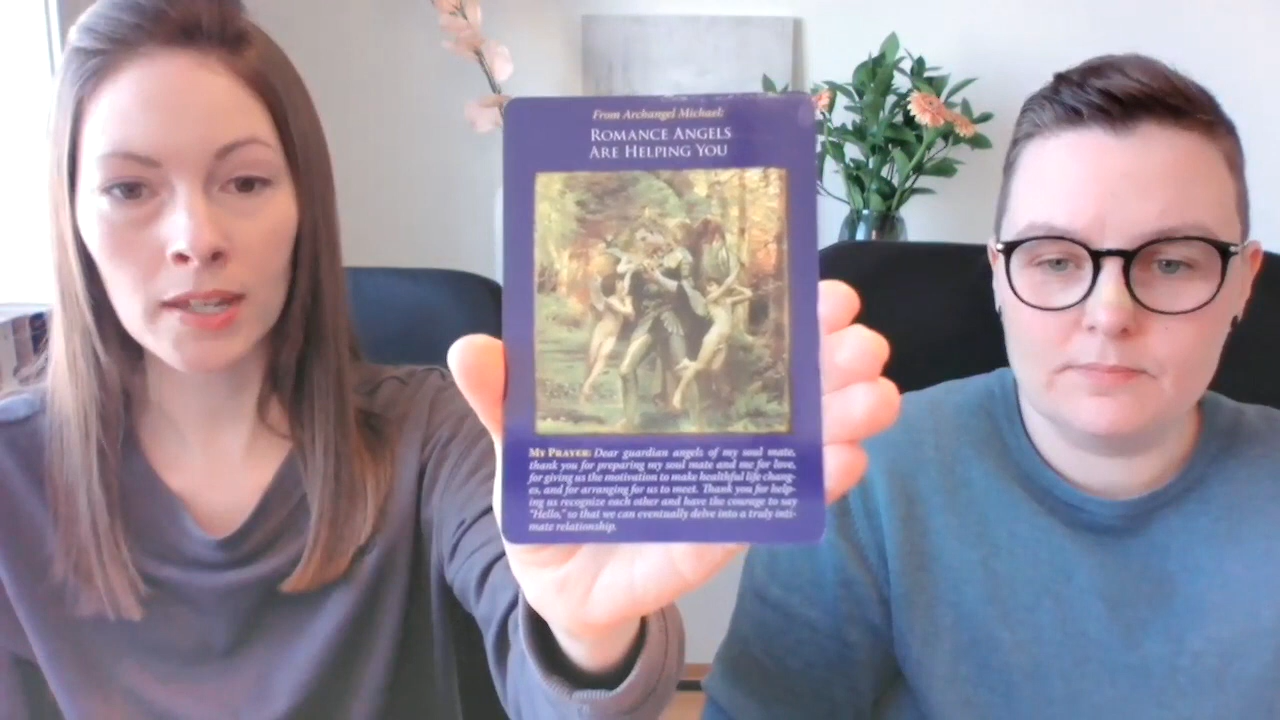 From Archangel Michael:
ROMANCE ANGELS
ARE HELPING YOU
MY PRAYER: Dear guardian angels of my soul mate,
thank you for preparing my soul mate and me for love,
for giving us the motivation to make healthful life chang-
es, and for arranging for us to meet. Thank you for help-
ing us recognize each other and have the courage to say
"Hello," so that we can eventually delve into a truly inti-
mate relationship.